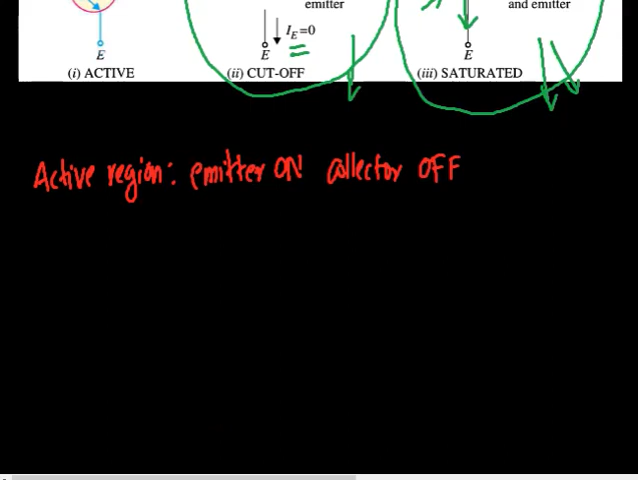 emitter
and emitter
I_E=0
E
E
E
(i) ACTIVE
(ii) CUT-OFF
(iii) SATURATED
Active region: emitter ON collector OFF